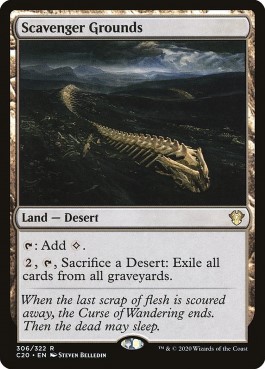 Scavenger Grounds
Land — Desert
: Add .
2, , Sacrifice a Desert: Exile all
cards from all graveyards.
When the last scrap of flesh is scoured
away, the Curse of Wandering ends.
Then the dead may sleep.
306/322 R
C20 • EN Steven Belledin
™ & © 2020 Wizards of the Coast